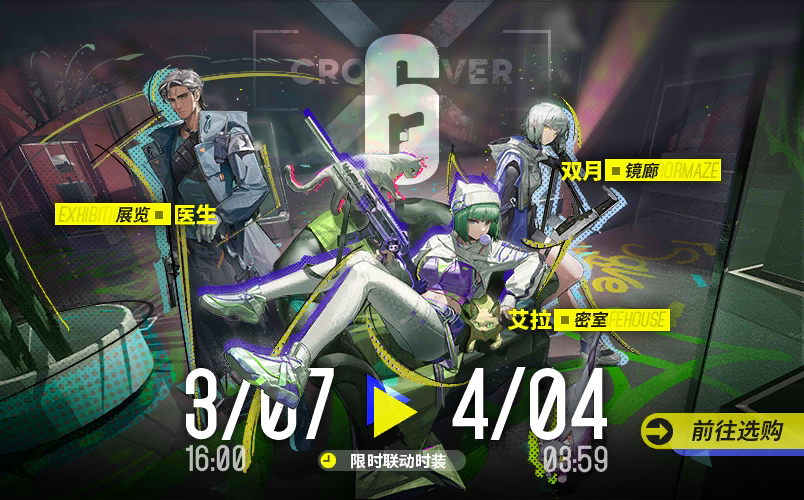 CROSSOVER
6
双月 镜廊
EXHIBITION 展览 医生
艾拉 密室
3/07 4/04
16:00 限时联动时装 03:59
前往选购